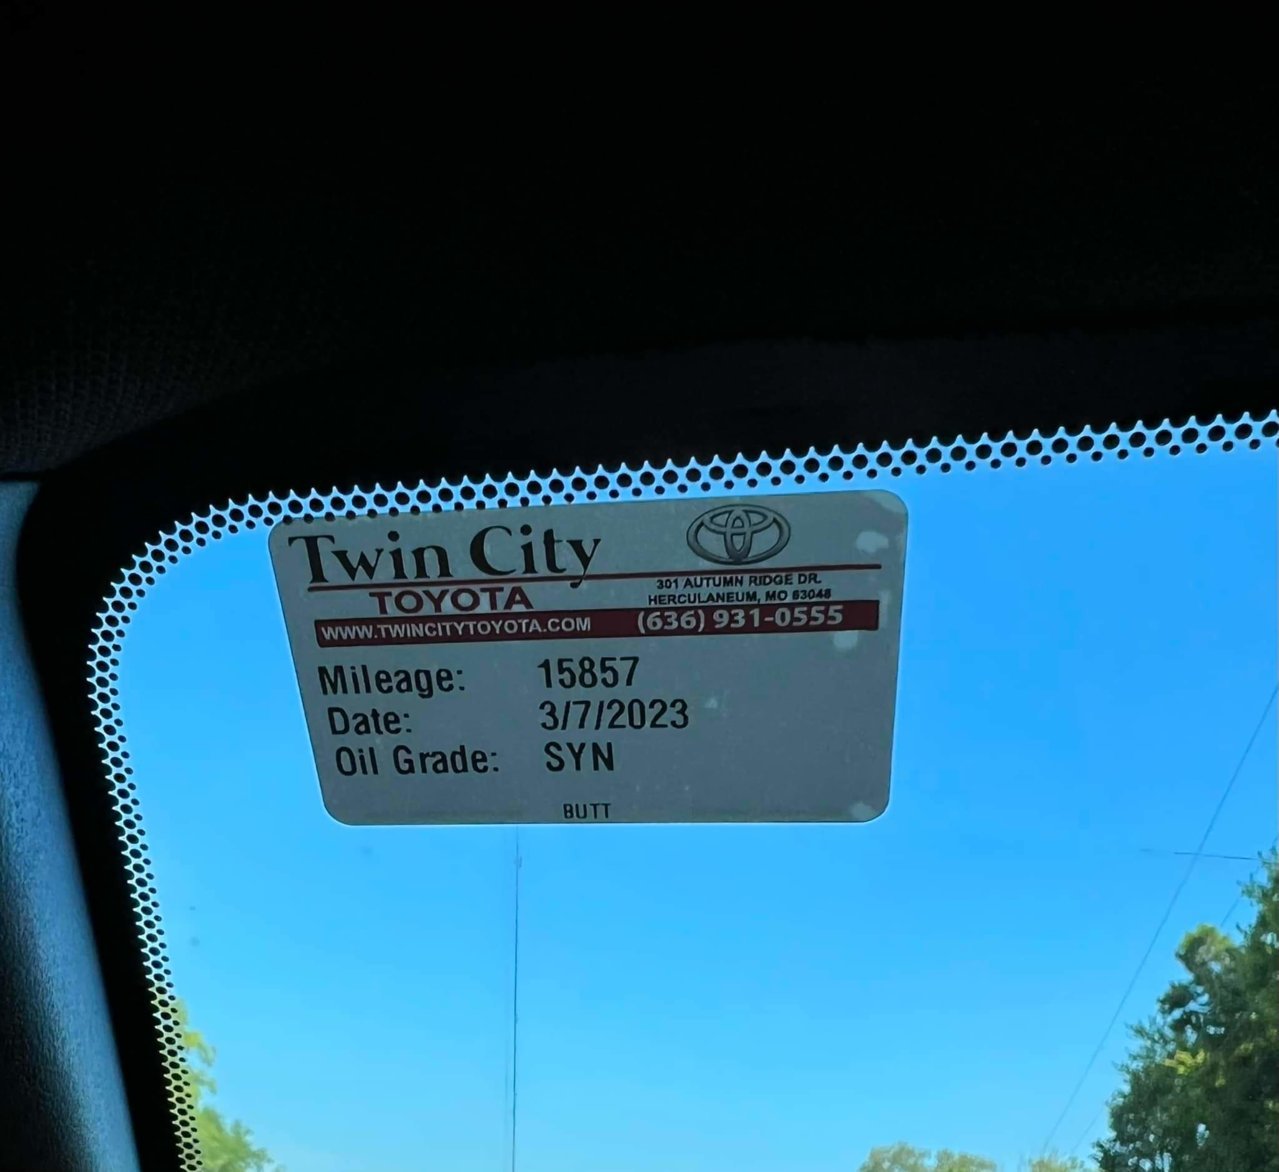 Twin City
TOYOTA
301 AUTUMN RIDGE DR.
HERCULANEUM, MO 63048
WWW.TWINCITYTOYOTA.COM (636) 931-0555
Mileage: 15857
Date: 3/7/2023
Oil Grade: SYN
BUTT